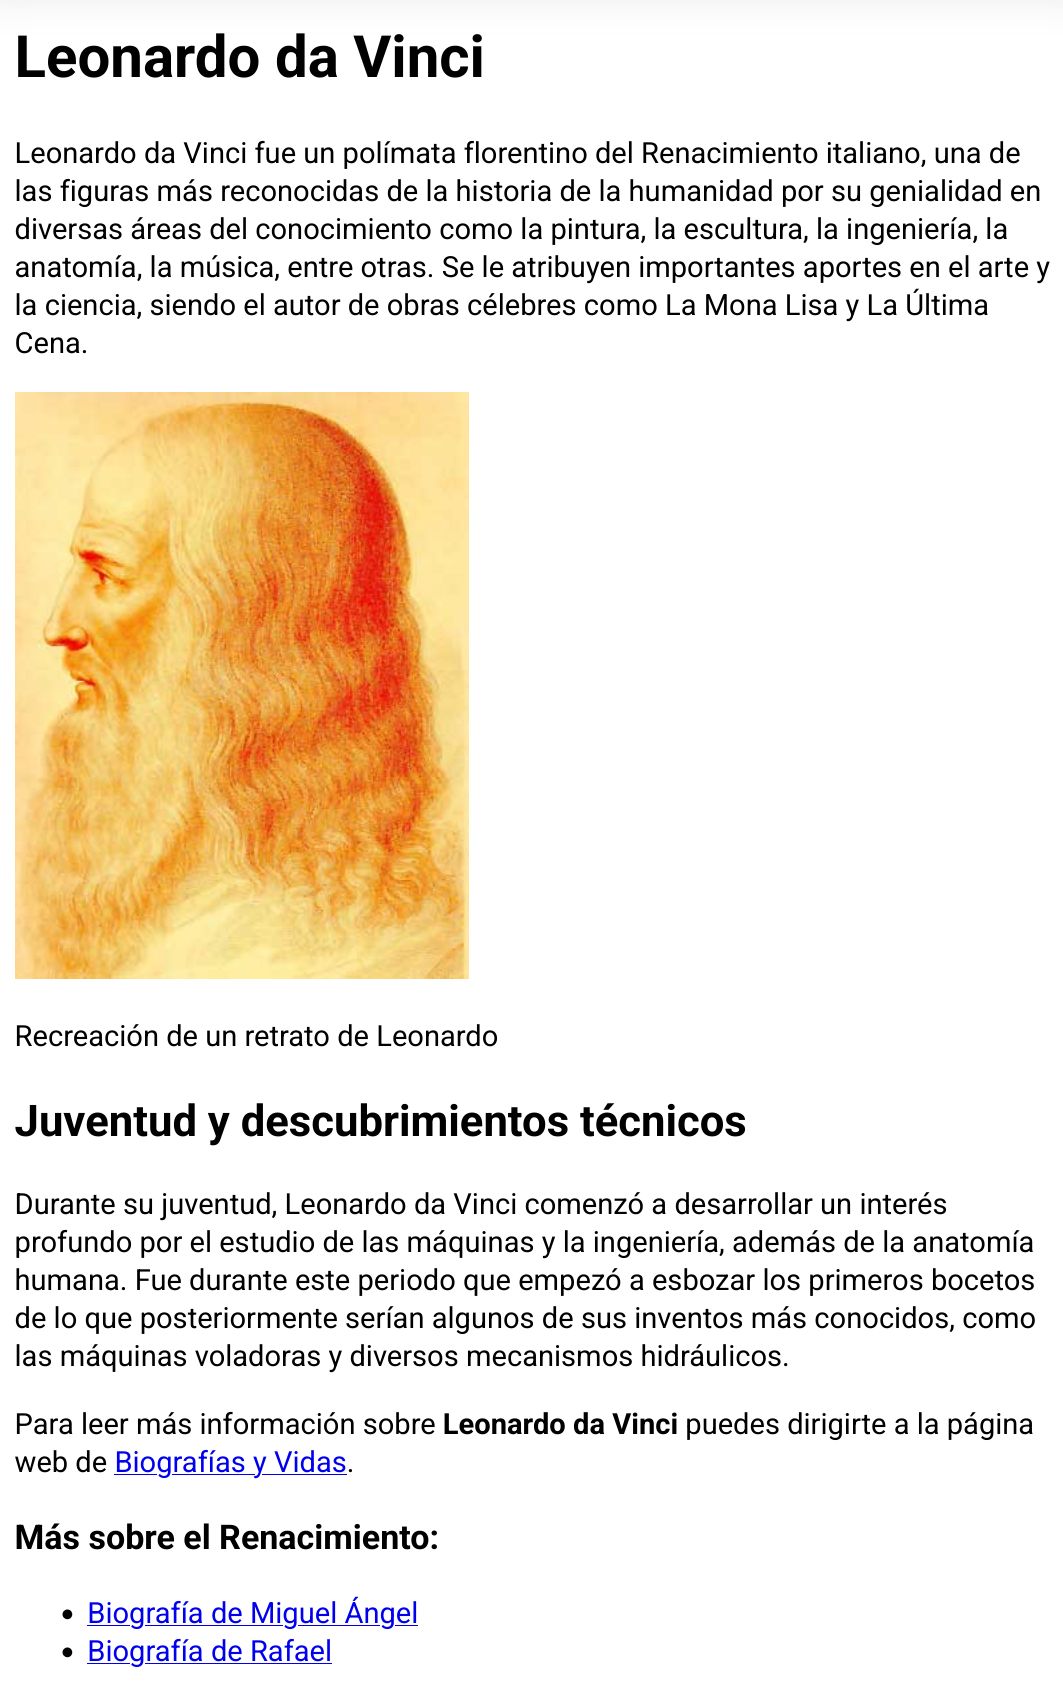 Leonardo da Vinci
Leonardo da Vinci fue un polímata florentino del Renacimiento italiano, una de
las figuras más reconocidas de la historia de la humanidad por su genialidad en
diversas áreas del conocimiento como la pintura, la escultura, la ingeniería, la
anatomía, la música, entre otras. Se le atribuyen importantes aportes en el arte y
la ciencia, siendo el autor de obras célebres como La Mona Lisa y La Última
Cena.
Recreación de un retrato de Leonardo
Juventud y descubrimientos técnicos
Durante su juventud, Leonardo da Vinci comenzó a desarrollar un interés
profundo por el estudio de las máquinas y la ingeniería, además de la anatomía
humana. Fue durante este periodo que empezó a esbozar los primeros bocetos
de lo que posteriormente serían algunos de sus inventos más conocidos, como
las máquinas voladoras y diversos mecanismos hidráulicos.
Para leer más información sobre Leonardo da Vinci puedes dirigirte a la página
web de Biografías y Vidas.
Más sobre el Renacimiento:
• Biografía de Miguel Ángel
• Biografía de Rafael